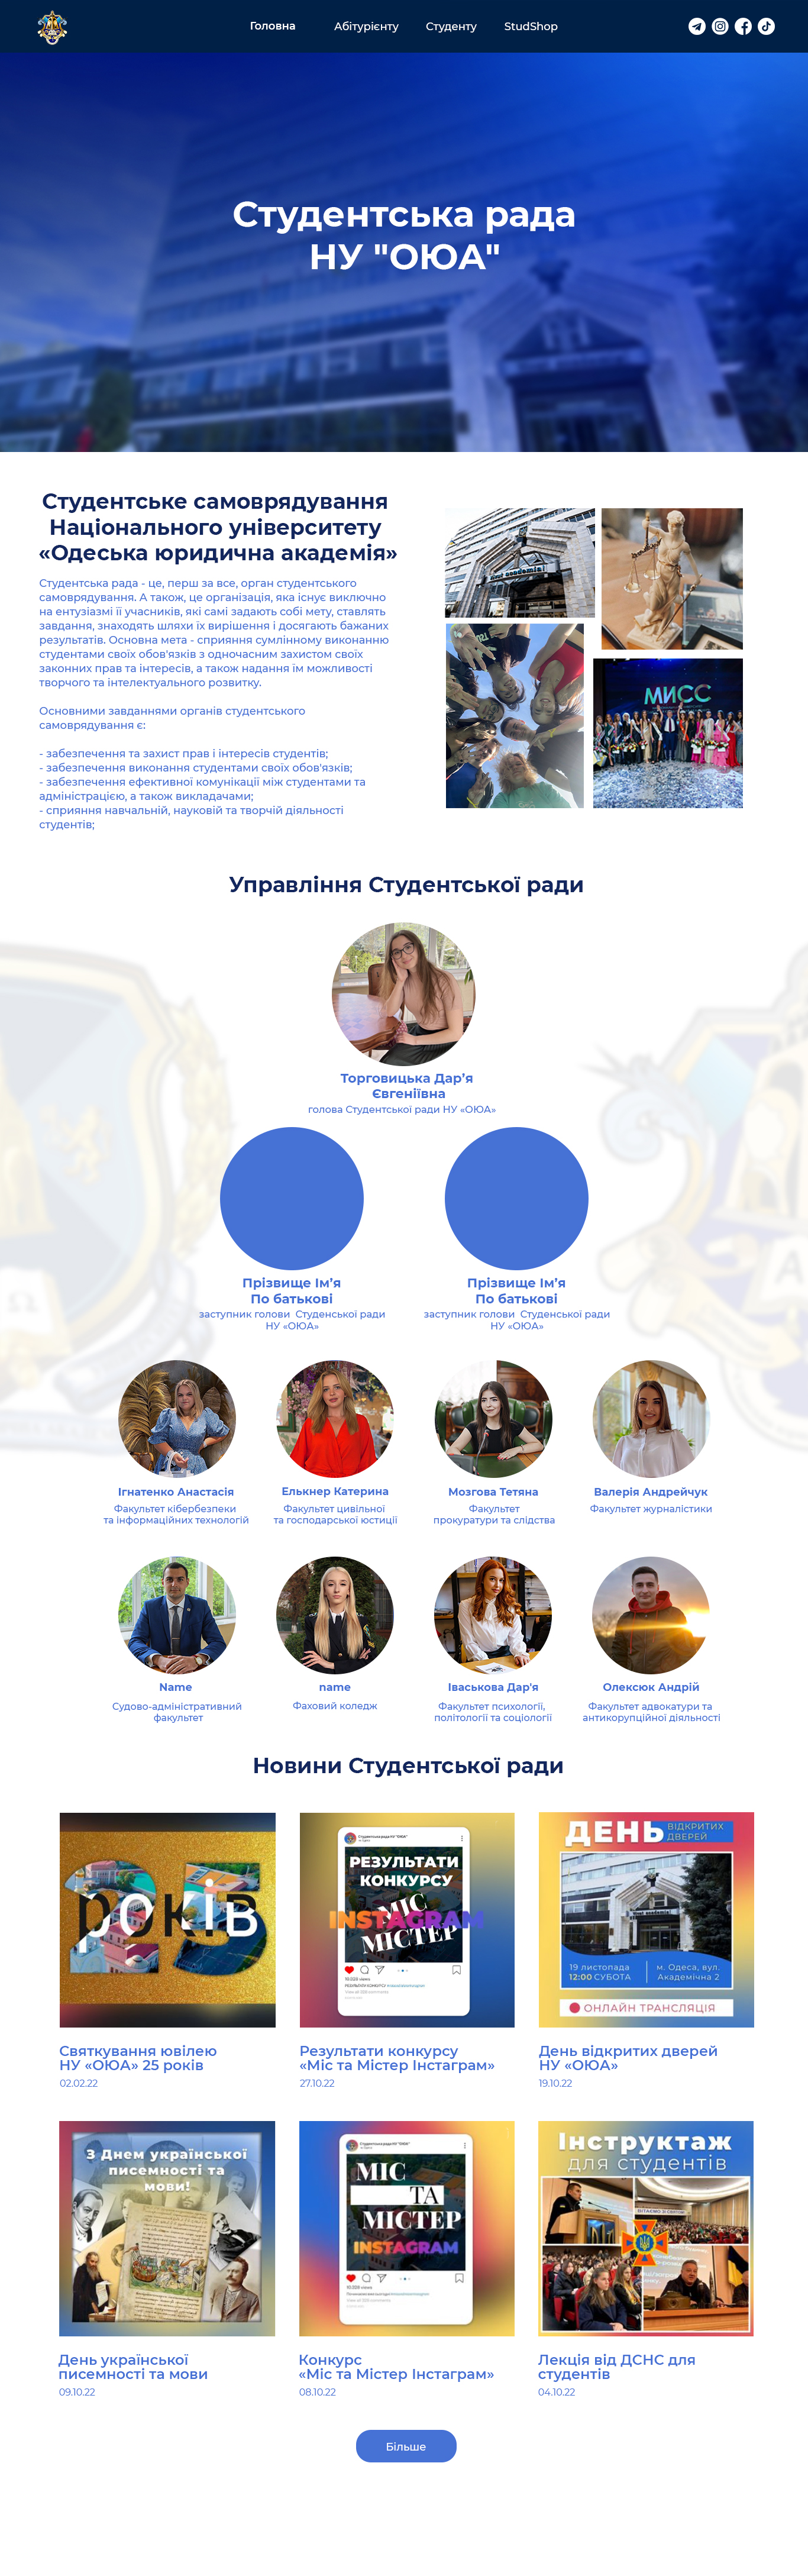 Головна
Абітурієнту
Студенту
StudShop
Студентська рада
НУ "ОЮА"
Студентське самоврядування
Національного університету
«Одеська юридична академія»
Студентська рада - це, перш за все, орган студентського
самоврядування. А також, це організація, яка існує виключно
на ентузіазмі її учасників, які самі задають собі мету, ставлять
завдання, знаходять шляхи їх вирішення і досягають бажаних
результатів. Основна мета - сприяння сумлінному виконанню
студентами своїх обов'язків з одночасним захистом своїх
законних прав та інтересів, а також надання їм можливості
творчого та інтелектуального розвитку.
Основними завданнями органів студентського
самоврядування є:
- забезпечення та захист прав і інтересів студентів;
- забезпечення виконання студентами своїх обов'язків;
- забезпечення ефективної комунікації між студентами та
адміністрацією, а також викладачами;
- сприяння навчальній, науковій та творчій діяльності
студентів;
МИСС
Управління Студентської ради
Торговицька Дар’я
Євгеніївна
голова Студентської ради НУ «ОЮА»
Прізвище Ім’я
По батькові
заступник голови Студенської ради
НУ «ОЮА»
Прізвище Ім’я
По батькові
заступник голови Студенської ради
НУ «ОЮА»
Ігнатенко Анастасія
Факультет кібербезпеки
та інформаційних технологій
Елькнер Катерина
Факультет цивільної
та господарської юстиції
Мозгова Тетяна
Факультет
прокуратури та слідства
Валерія Андрейчук
Факультет журналістики
Name
Судово-адміністративний
факультет
name
Фаховий коледж
Іваськова Дар'я
Факультет психології,
політології та соціології
Олексюк Андрій
Факультет адвокатури та
антикорупційної діяльності
Новини Студентської ради
25
років
РЕЗУЛЬТАТИ
КОНКУРСУ
МІС
INSTAGRAM
МІСТЕР
ДЕНЬ
ВІДКРИТИХ
ДВЕРЕЙ
19 листопада
12:00 СУБОТА
м. Одеса, вул.
Академічна 2
ОНЛАЙН ТРАНСЛЯЦІЯ
Святкування ювілею
НУ «ОЮА» 25 років
02.02.22
Результати конкурсу
«Міс та Містер Інстаграм»
27.10.22
День відкритих дверей
НУ «ОЮА»
19.10.22
З Днем української
писемності та
мови!
МІС
ТА
МІСТЕР
INSTAGRAM
Інструктаж
для студентів
День української
писемності та мови
09.10.22
Конкурс
«Міс та Містер Інстаграм»
08.10.22
Лекція від ДСНС для
студентів
04.10.22
Більше